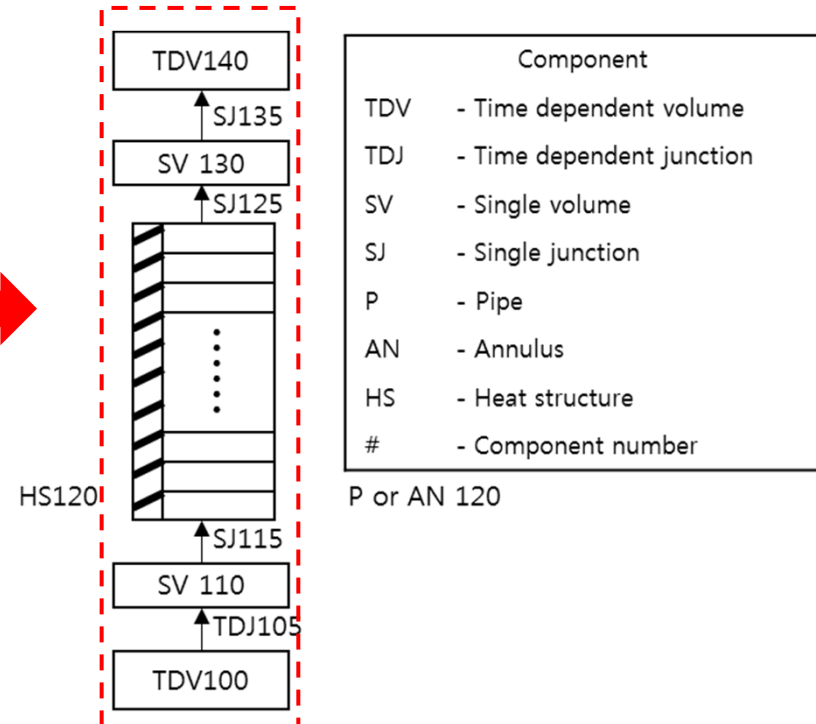 TDV140
SJ135
SV 130
SJ125
HS120
P or AN 120
SJ115
SV 110
TDJ105
TDV100
Component
TDV - Time dependent volume
TDJ - Time dependent junction
SV - Single volume
SJ - Single junction
P - Pipe
AN - Annulus
HS - Heat structure
# - Component number